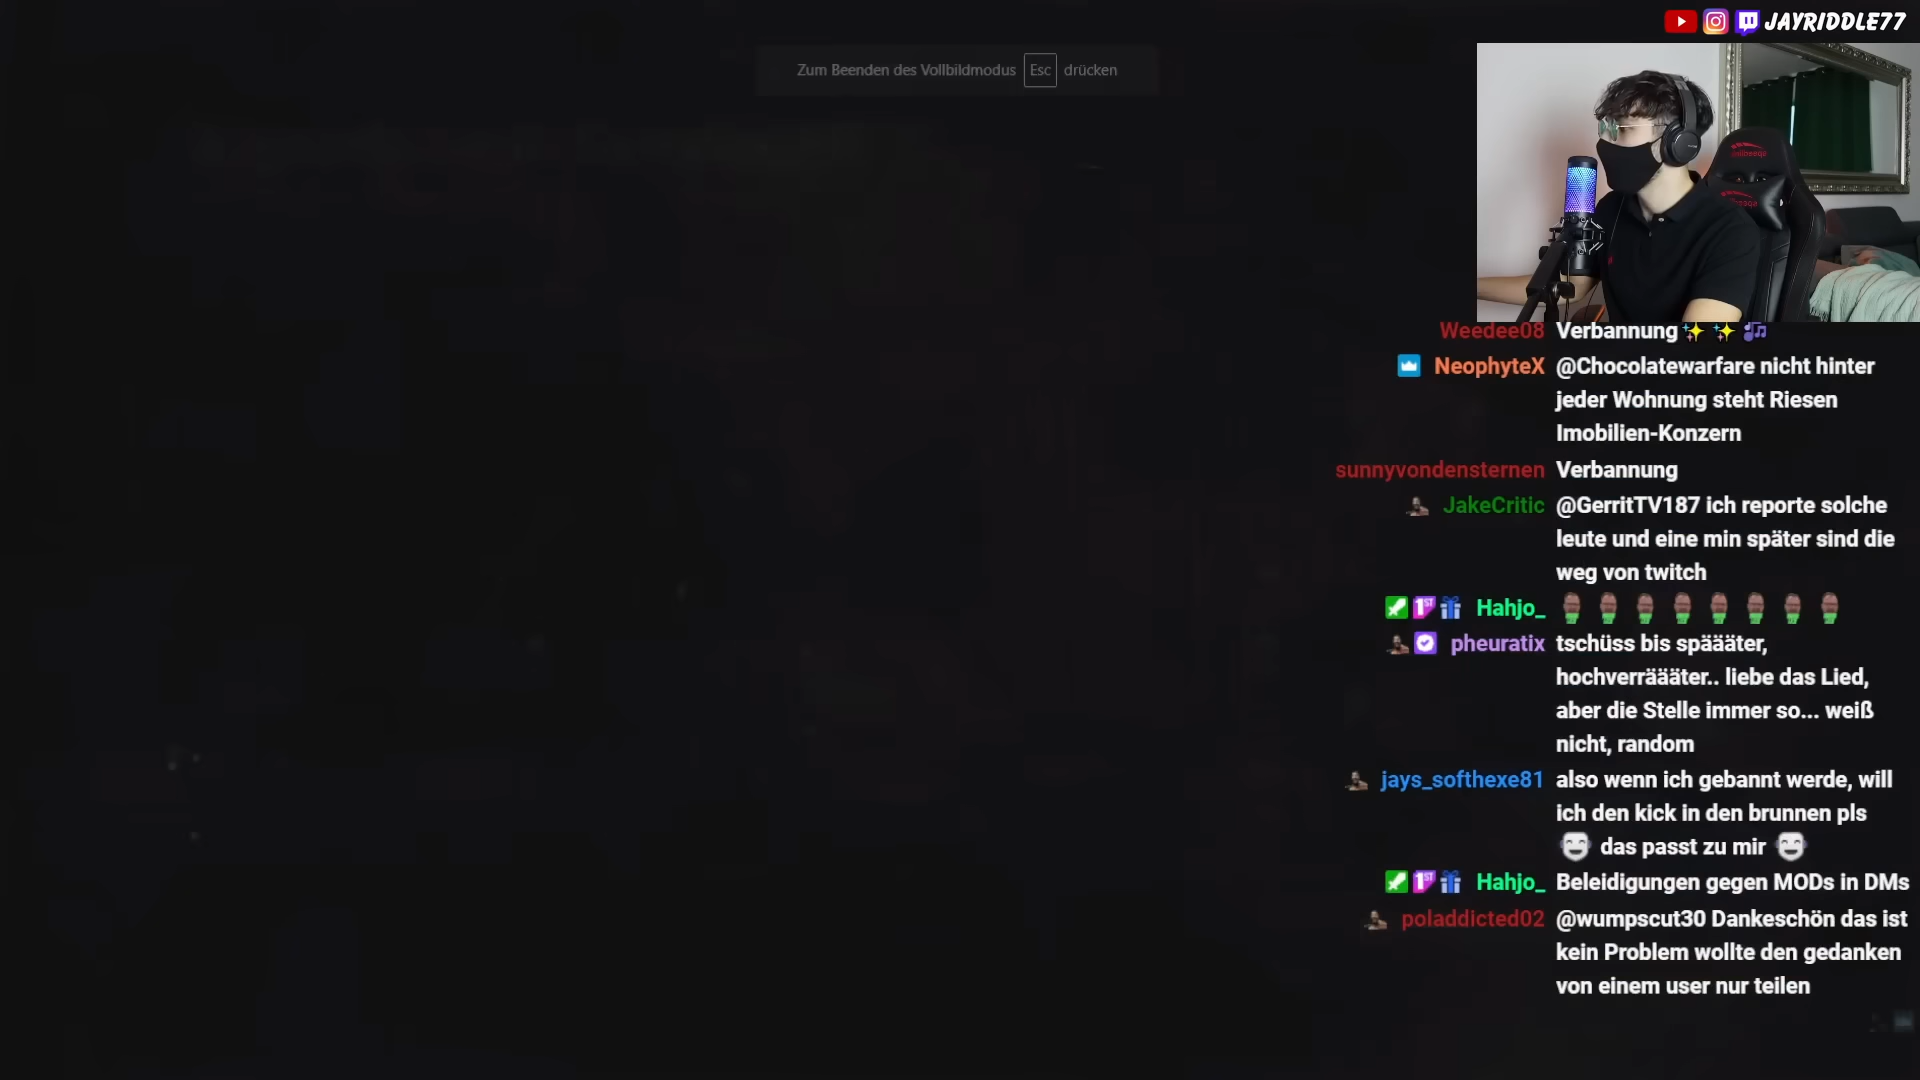 JAYRIDDLE77
Zum Beenden des Vollbildmodus Esc drücken
Weedee08 Verbannung
NeophyteX @Chocolatewarfare nicht hinter
jeder Wohnung steht Riesen
Imobilien-Konzern
sunnyvondensternen Verbannung
JakeCritic @GerritTV187 ich reporte solche
leute und eine min später sind die
weg von twitch
1ST Hahjo_
pheuratix tschüss bis späääter,
hochverräääter.. liebe das Lied,
aber die Stelle immer so... weiß
nicht, random
jays_softhexe81 also wenn ich gebannt werde, will
ich den kick in den brunnen pls
das passt zu mir
1ST Hahjo_ Beleidigungen gegen MODs in DMs
poladdicted02 @wumpscut30 Dankeschön das ist
kein Problem wollte den gedanken
von einem user nur teilen